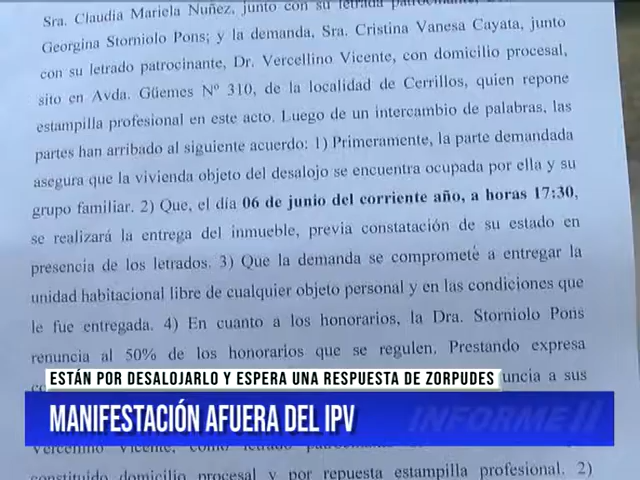 Sra. Claudia Mariela Nuñez, junto con su letrada
Georgina Storniolo Pons; y la demanda, Sra. Cristina Vanesa Cayata, junto
con su letrado patrocinante, Dr. Vercellino Vicente, con domicilio procesal,
sito en Avda. Güemes Nº 310, de la localidad de Cerrillos, quien repone
estampilla profesional en este acto. Luego de un intercambio de palabras, las
partes han arribado al siguiente acuerdo: 1) Primeramente, la parte demandada
asegura que la vivienda objeto del desalojo se encuentra ocupada por ella y su
grupo familiar. 2) Que, el día 06 de junio del corriente año, a horas 17:30,
se realizará la entrega del inmueble, previa constatación de su estado en
presencia de los letrados. 3) Que la demanda se compromete a entregar la
unidad habitacional libre de cualquier objeto personal y en las condiciones que
le fue entregada. 4) En cuanto a los honorarios, la Dra. Storniolo Pons
renuncia al 50% de los honorarios que se regulen. Prestando expresa
ESTÁN POR DESALOJARLO Y ESPERA UNA RESPUESTA DE ZORPUDES
uncia a sus
MANIFESTACIÓN AFUERA DEL IPV
INFORME
Vercellino Vicente, como letrado
constituido domicilio procesal y por repuesta estampilla profesional. 2)